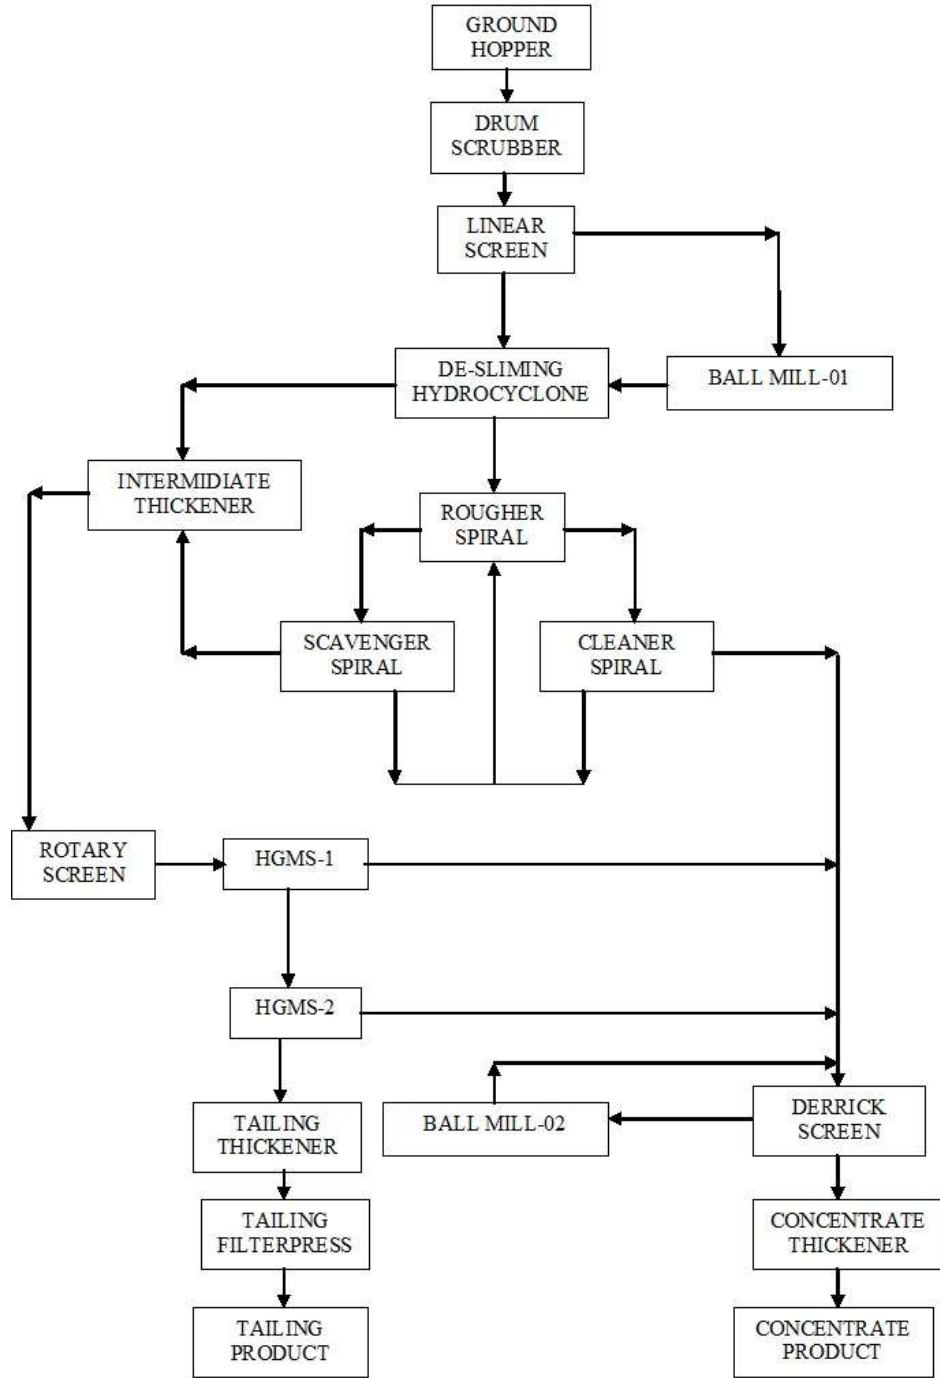 GROUND
HOPPER
DRUM
SCRUBBER
LINEAR
SCREEN
DE-SLIMING
HYDROCYCLONE
BALL MILL-01
INTERMIDIATE
THICKENER
ROUGHER
SPIRAL
SCAVENGER
SPIRAL
CLEANER
SPIRAL
ROTARY
SCREEN
HGMS-1
HGMS-2
TAILING
THICKENER
BALL MILL-02
DERRICK
SCREEN
TAILING
FILTERPRESS
CONCENTRATE
THICKENER
TAILING
PRODUCT
CONCENTRATE
PRODUCT